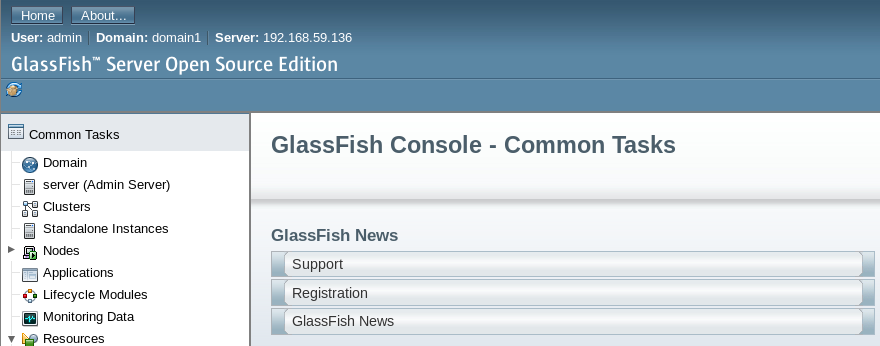 Home About...
User: admin Domain: domain1 Server: 192.168.59.136
GlassFish™ Server Open Source Edition
Common Tasks
Domain
server (Admin Server)
Clusters
Standalone Instances
Nodes
Applications
Lifecycle Modules
Monitoring Data
Resources
GlassFish Console - Common Tasks
GlassFish News
Support
Registration
GlassFish News